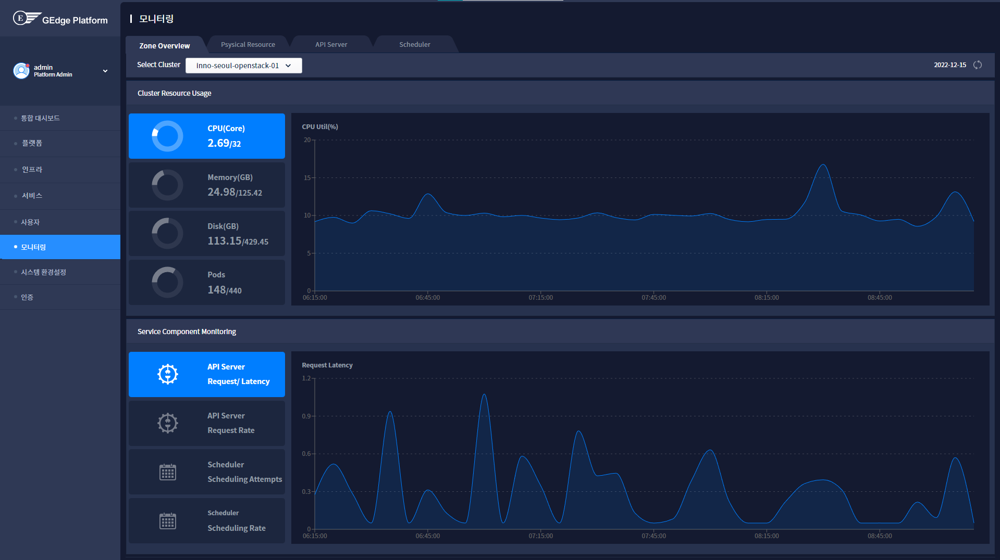 E GEdge Platform
admin
Platform Admin
통합 대시보드
플랫폼
인프라
서비스
사용자
모니터링
시스템 환경설정
인증
모니터링
Zone Overview
Psysical Resource
API Server
Scheduler
Select Cluster
inno-seoul-openstack-01
2022-12-15
Cluster Resource Usage
CPU(Core)
2.69/32
Memory(GB)
24.98/125.42
Disk(GB)
113.15/429.45
Pods
148/440
CPU Util(%)
20
15
10
5
0
06:15:00 06:45:00 07:15:00 07:45:00 08:15:00 08:45:00
Service Component Monitoring
API Server
Request/ Latency
API Server
Request Rate
Scheduler
Scheduling Attempts
Scheduler
Scheduling Rate
Request Latency
1.2
0.9
0.6
0.3
0
06:15:00 06:45:00 07:15:00 07:45:00 08:15:00 08:45:00